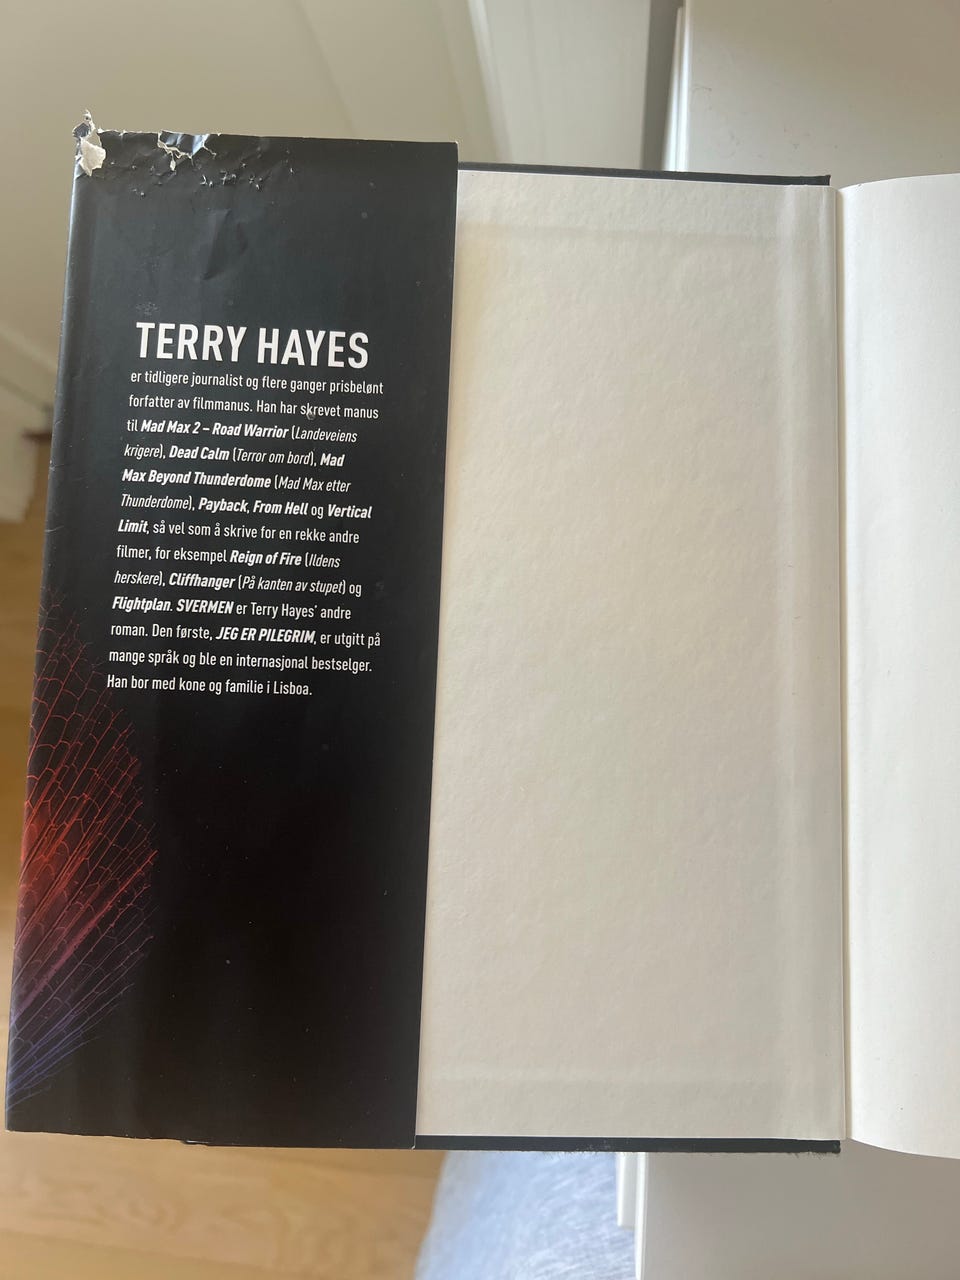 TERRY HAYES
er tidligere journalist og flere ganger prisbelønt
forfatter av filmmanus. Han har skrevet manus
til Mad Max 2 – Road Warrior (Landeveiens
krigere), Dead Calm (Terror om bord), Mad
Max Beyond Thunderdome (Mad Max etter
Thunderdome), Payback, From Hell og Vertical
Limit, så vel som å skrive for en rekke andre
filmer, for eksempel Reign of Fire (Ildens
herskere), Cliffhanger (På kanten av stupet) og
Flightplan. SVERMEN er Terry Hayes’ andre
roman. Den første, JEG ER PILEGRIM, er utgitt på
mange språk og ble en internasjonal bestselger.
Han bor med kone og familie i Lisboa.